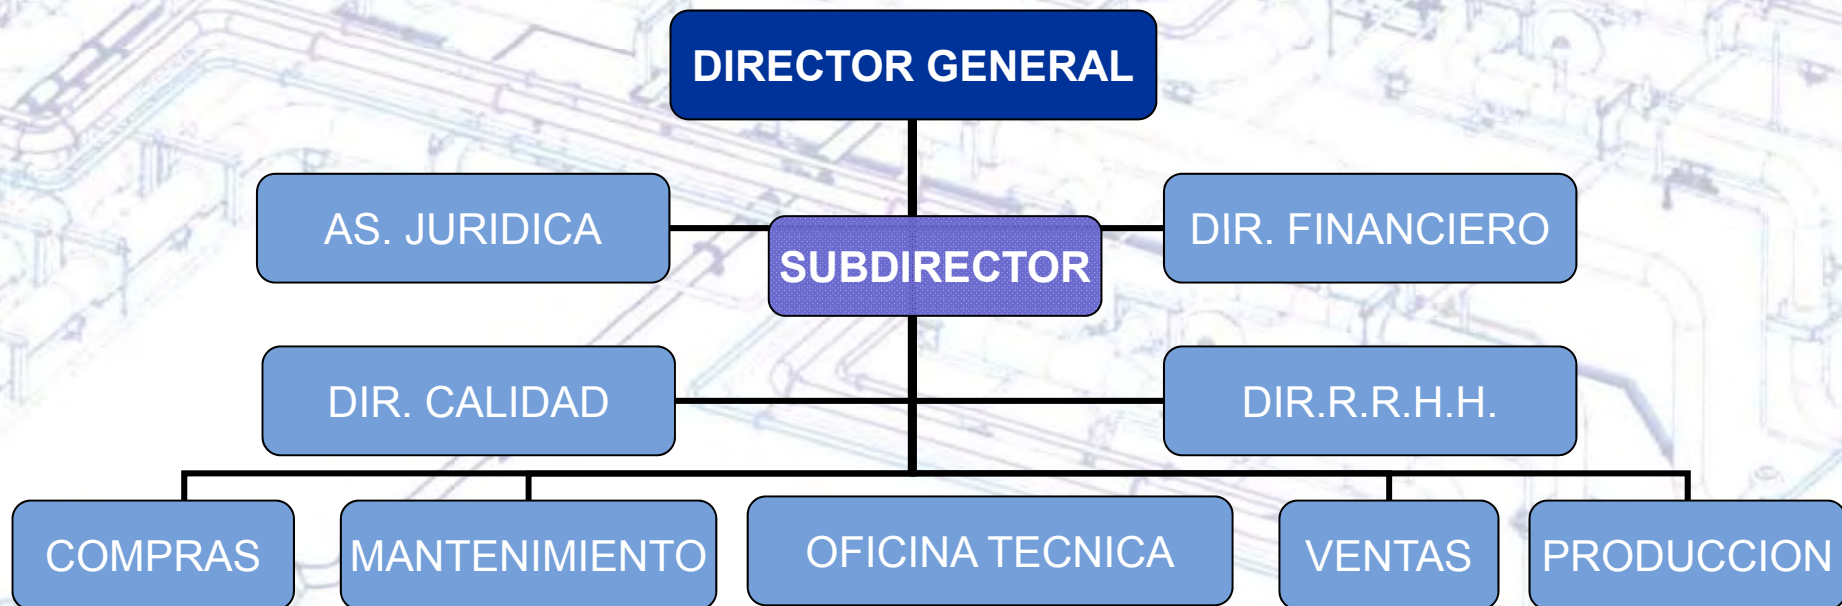 DIRECTOR GENERAL
AS. JURIDICA
DIR. FINANCIERO
SUBDIRECTOR
DIR. CALIDAD
DIR.R.R.H.H.
COMPRAS
MANTENIMIENTO
OFICINA TECNICA
VENTAS
PRODUCCION